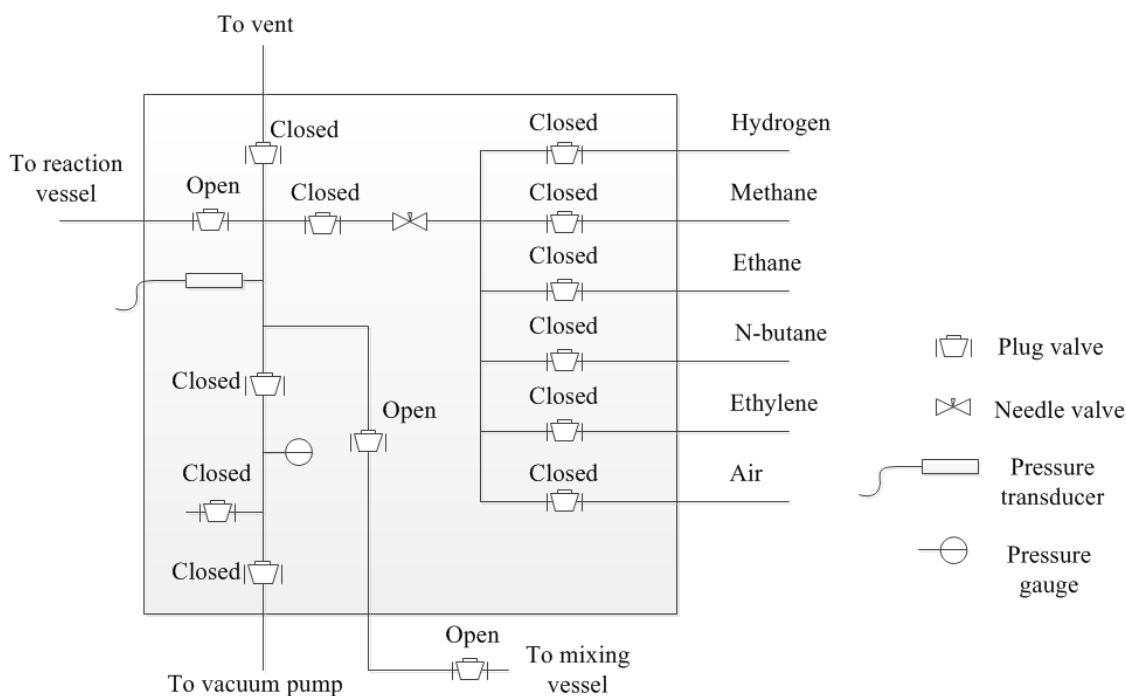 To vent
Closed
Hydrogen
Closed
To reaction
vessel
Open
Closed
Closed
Methane
Closed
Ethane
Closed
N-butane
Closed
Closed
Ethylene
Open
Closed
Closed
Air
Closed
Open
To vacuum pump
To mixing
vessel
Plug valve
Needle valve
Pressure
transducer
Pressure
gauge